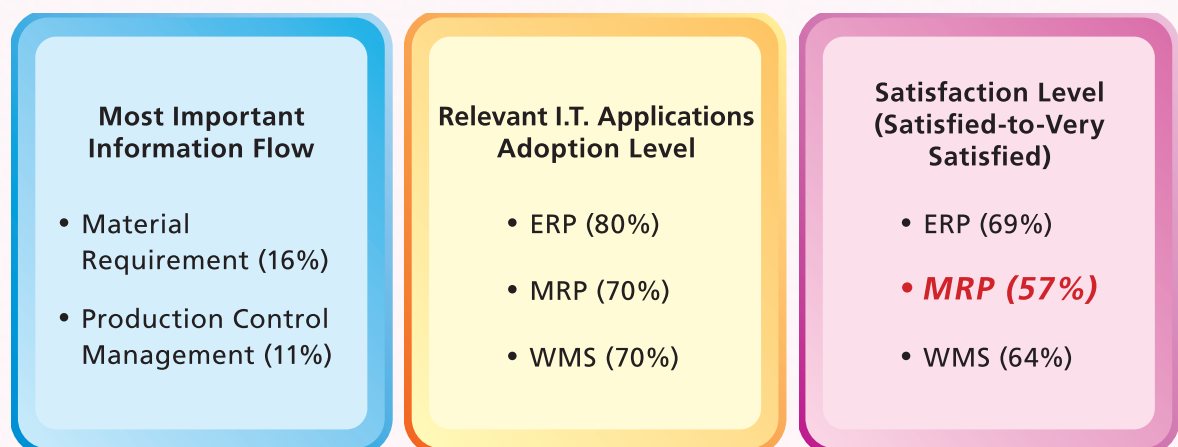 Most Important
Information Flow
• Material
Requirement (16%)
• Production Control
Management (11%)
Relevant I.T. Applications
Adoption Level
• ERP (80%)
• MRP (70%)
• WMS (70%)
Satisfaction Level
(Satisfied-to-Very
Satisfied)
• ERP (69%)
• MRP (57%)
• WMS (64%)